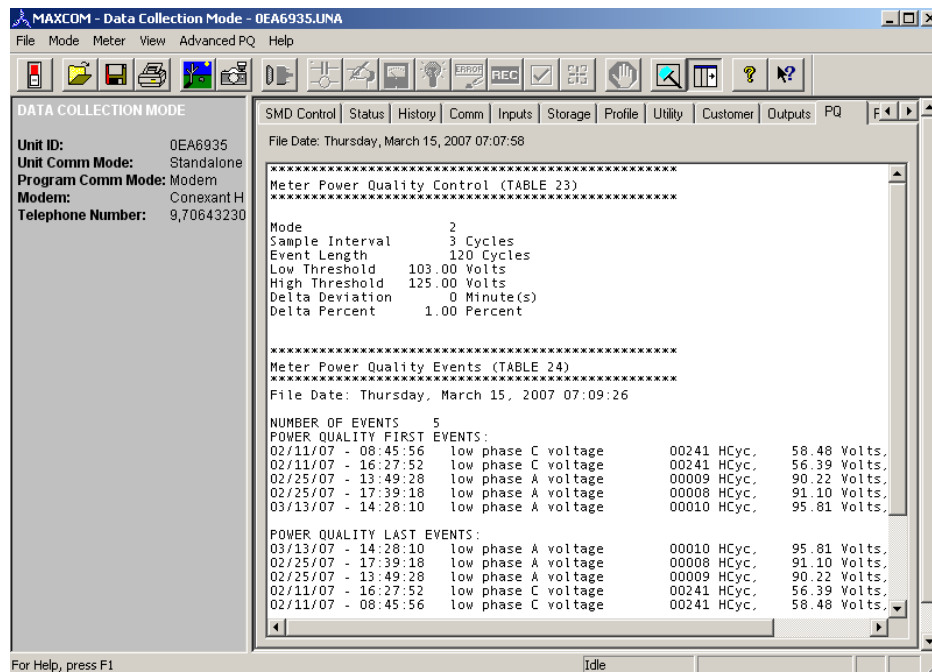 MAXCOM - Data Collection Mode - 0EA6935.UNA
File Mode Meter View Advanced PQ Help
ERROR
REC
DATA COLLECTION MODE
Unit ID: 0EA6935
Unit Comm Mode: Standalone
Program Comm Mode: Modem
Modem: Conexant H
Telephone Number: 9,70643230
SMD Control Status History Comm Inputs Storage Profile Utility Customer Outputs PQ
File Date: Thursday, March 15, 2007 07:07:58
**************************************************
Meter Power Quality Control (TABLE 23)
**************************************************
Mode 2
Sample Interval 3 Cycles
Event Length 120 Cycles
Low Threshold 103.00 Volts
High Threshold 125.00 Volts
Delta Deviation 0 Minute(s)
Delta Percent 1.00 Percent
**************************************************
Meter Power Quality Events (TABLE 24)
**************************************************
File Date: Thursday, March 15, 2007 07:09:26
NUMBER OF EVENTS 5
POWER QUALITY FIRST EVENTS:
02/11/07 - 08:45:56 low phase C voltage 00241 HCyc, 58.48 Volts,
02/11/07 - 16:27:52 low phase C voltage 00241 HCyc, 56.39 Volts,
02/25/07 - 13:49:28 low phase A voltage 00009 HCyc, 90.22 Volts,
02/25/07 - 17:39:18 low phase A voltage 00008 HCyc, 91.10 Volts,
03/13/07 - 14:28:10 low phase A voltage 00010 HCyc, 95.81 Volts,
POWER QUALITY LAST EVENTS:
03/13/07 - 14:28:10 low phase A voltage 00010 HCyc, 95.81 Volts,
02/25/07 - 17:39:18 low phase A voltage 00008 HCyc, 91.10 Volts,
02/25/07 - 13:49:28 low phase A voltage 00009 HCyc, 90.22 Volts,
02/11/07 - 16:27:52 low phase C voltage 00241 HCyc, 56.39 Volts,
02/11/07 - 08:45:56 low phase C voltage 00241 HCyc, 58.48 Volts,
For Help, press F1 Idle